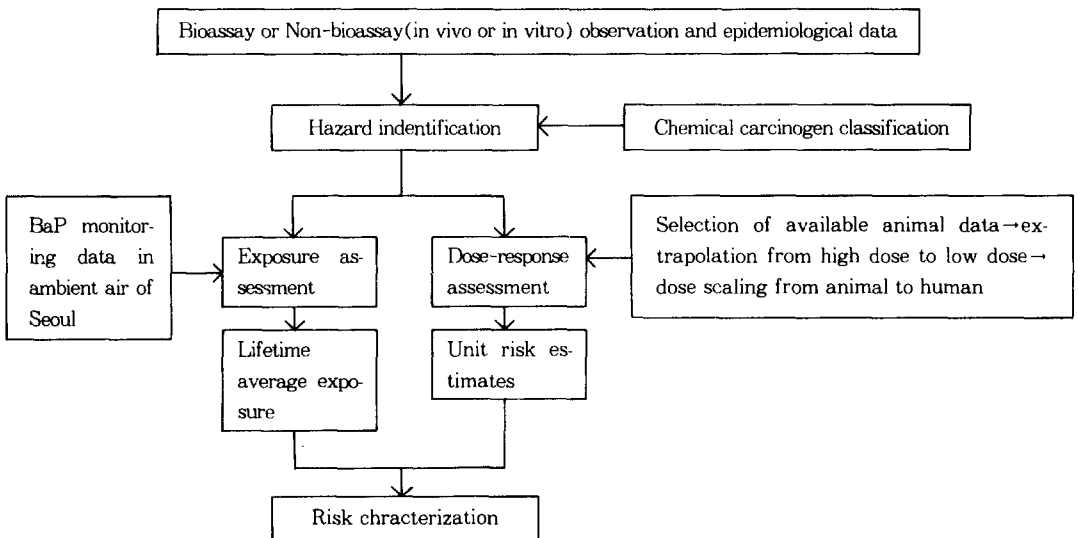 Bioassay or Non-bioassay(in vivo or in vitro) observation and epidemiological data
Hazard indentification
Chemical carcinogen classification
BaP monitor-
ing data in
ambient air of
Seoul
Exposure as-
sessment
Dose-response
assessment
Selection of available animal data→ex-
trapolation from high dose to low dose→
dose scaling from animal to human
Lifetime
average expo-
sure
Unit risk es-
timates
Risk chracterization